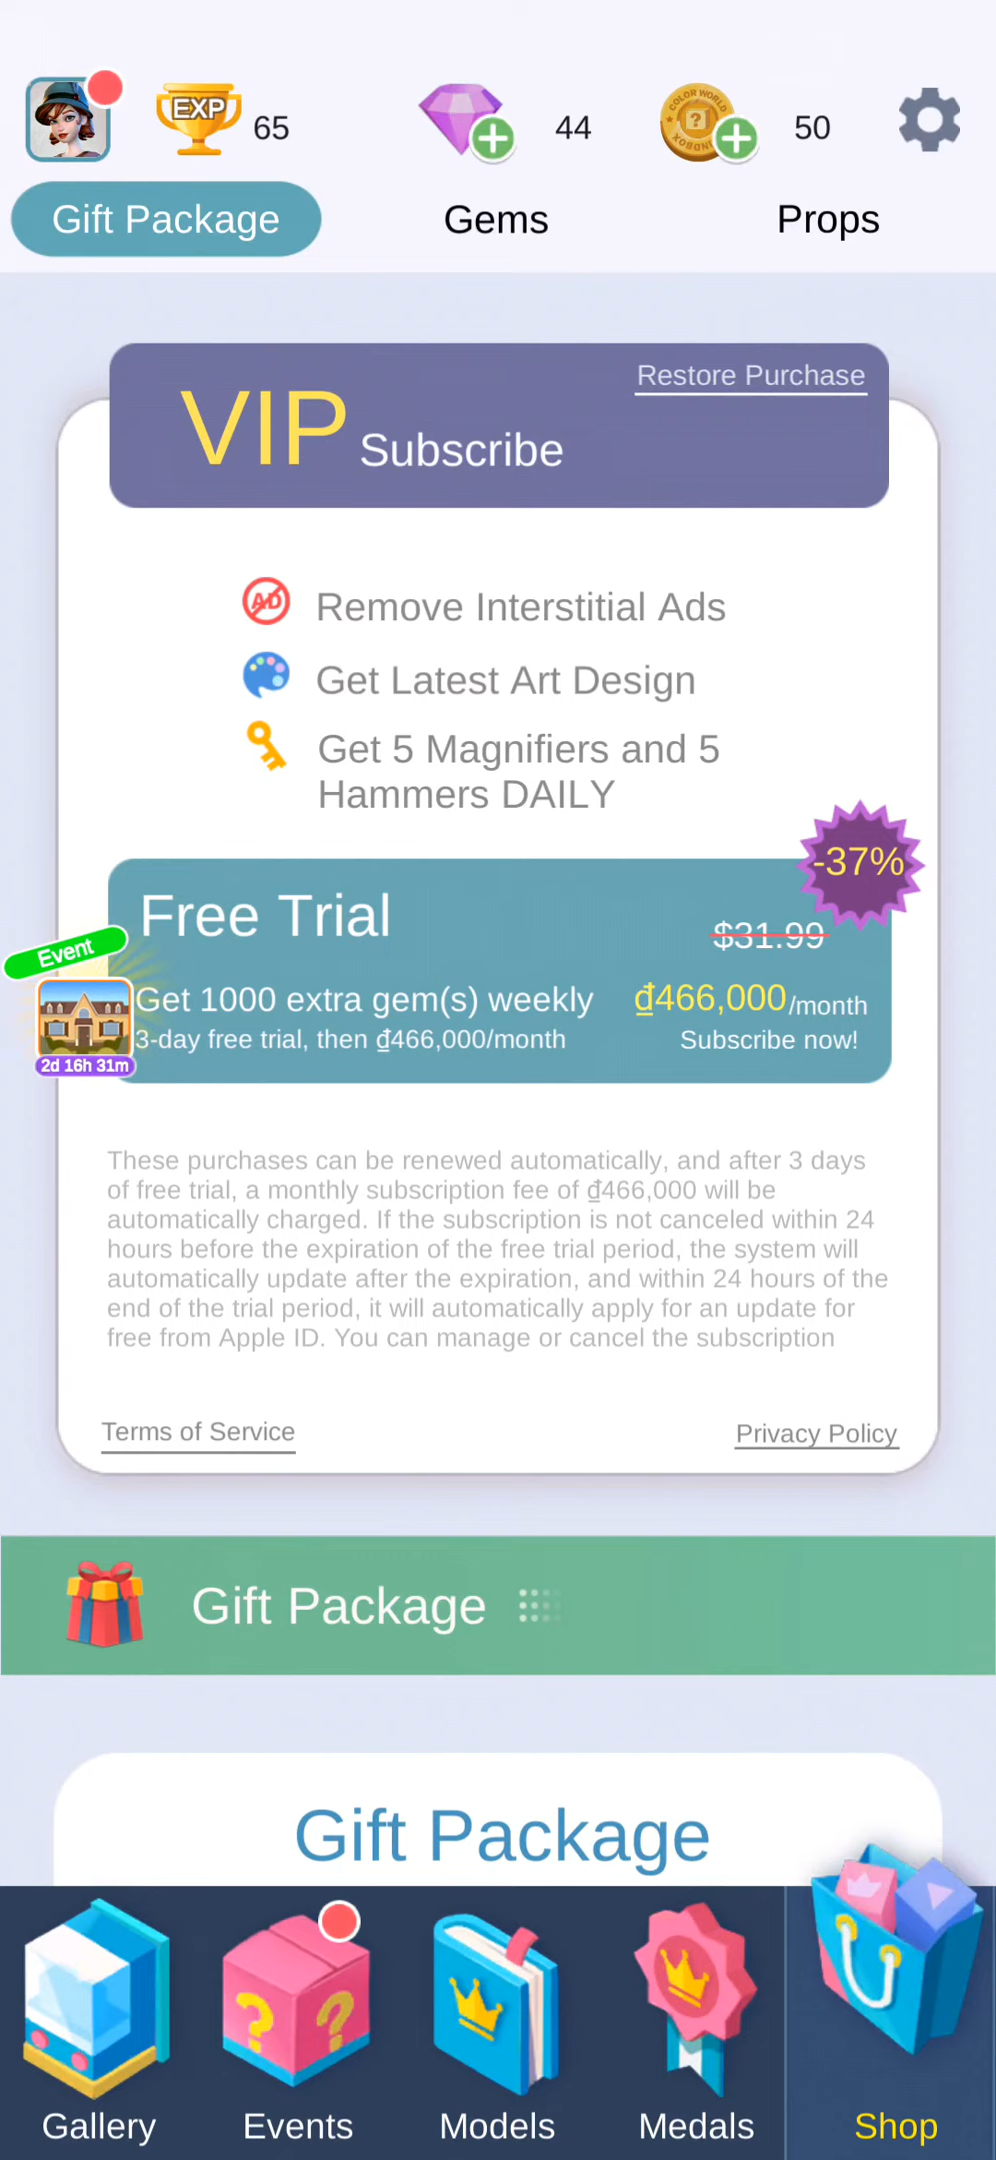 EXP
65
44
COLOR WORLD
?
50
Gift Package
Gems
Props
Restore Purchase
VIP Subscribe
AD
Remove Interstitial Ads
Get Latest Art Design
Get 5 Magnifiers and 5
Hammers DAILY
-37%
Free Trial
$31.99
Event
Get 1000 extra gem(s) weekly
₫466,000/month
3-day free trial, then ₫466,000/month
Subscribe now!
2d 16h 31m
These purchases can be renewed automatically, and after 3 days
of free trial, a monthly subscription fee of ₫466,000 will be
automatically charged. If the subscription is not canceled within 24
hours before the expiration of the free trial period, the system will
automatically update after the expiration, and within 24 hours of the
end of the trial period, it will automatically apply for an update for
free from Apple ID. You can manage or cancel the subscription
Terms of Service
Privacy Policy
Gift Package
Gift Package
? ?
Gallery
Events
Models
Medals
Shop